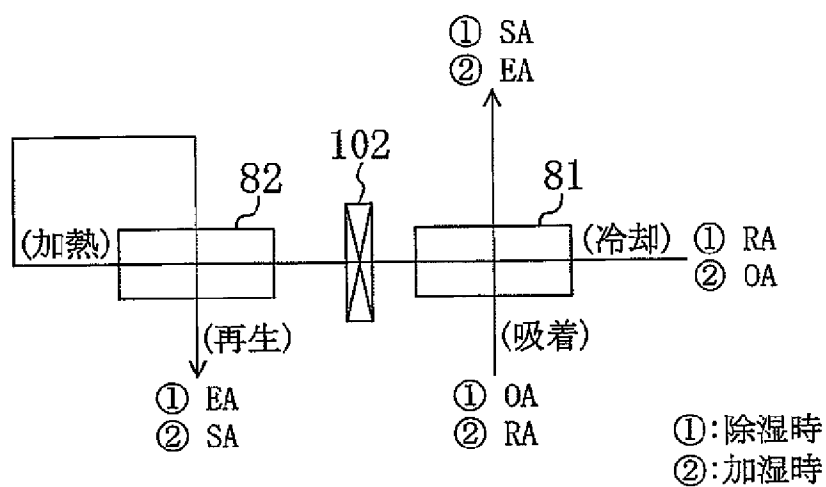 ① SA
② EA
102
82
81
(加熱)
(冷却)
① RA
② OA
(再生)
(吸着)
① EA
② SA
① OA
② RA
①:除湿時
②:加湿時